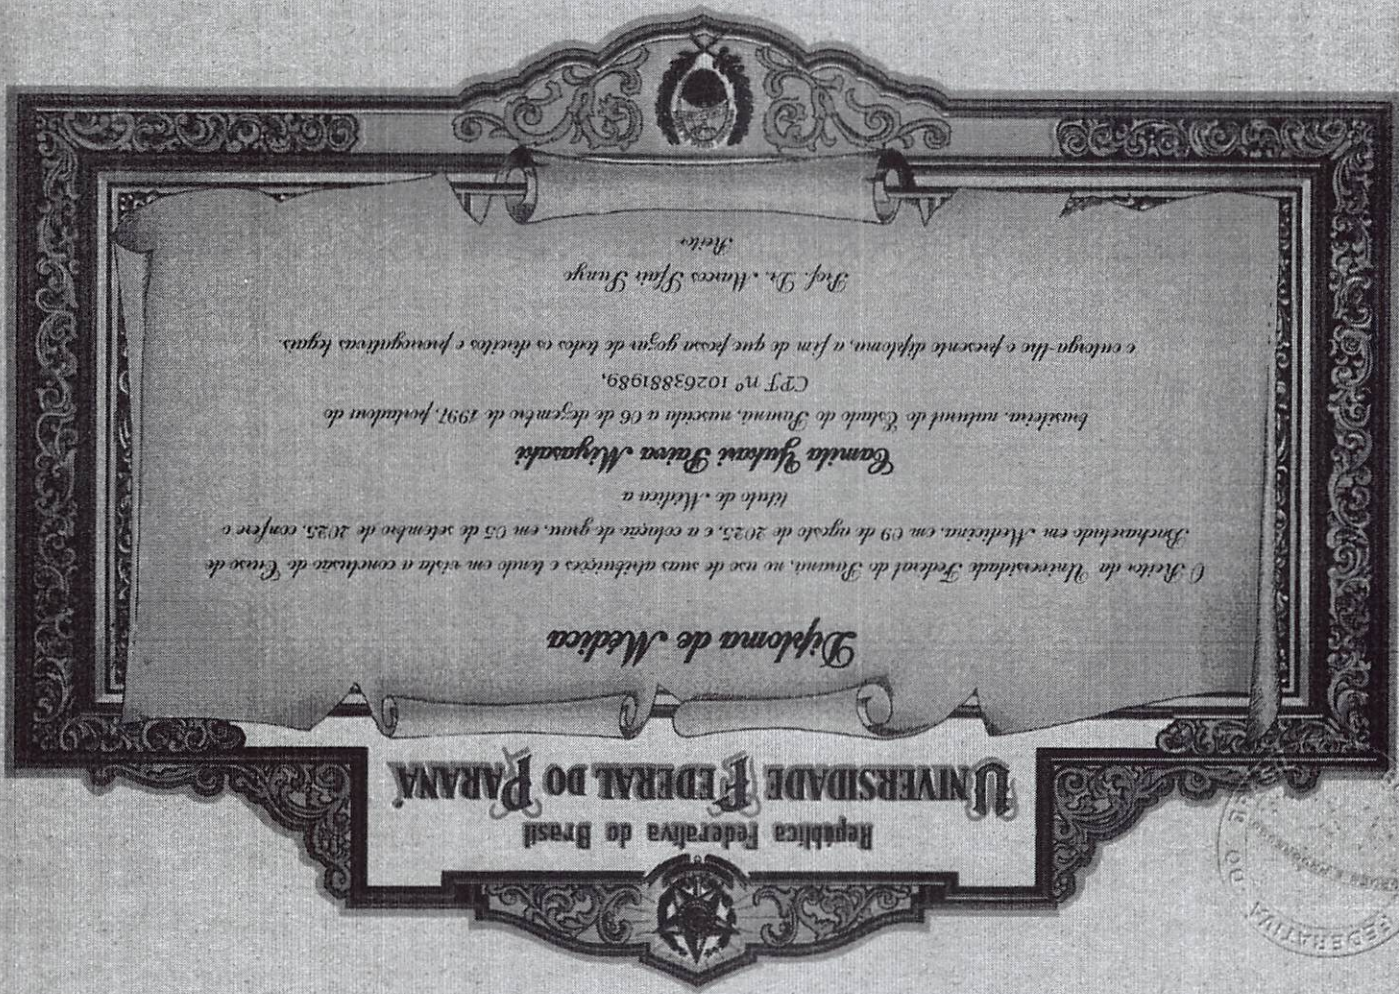 República Federativa do Brasil
UNIVERSIDADE FEDERAL DO PARANÁ
Diploma de Médica
O Reitor da Universidade Federal do Paraná, no uso de suas atribuições e tendo em vista a conclusão do Curso de
Bacharelado em Medicina, em 09 de agosto de 2025, e a colação de grau, em 05 de setembro de 2025, confere o
título de Médica a
Camila Yukari Paiva Miyasaki
brasileira, natural do Estado do Paraná, nascida a 06 de dezembro de 1997, portadora do
CPF nº 10263881989,
e outorga-lhe o presente diploma, a fim de que possa gozar de todos os direitos e prerrogativas legais.
Prof. Dr. Marcos Sfair Sunye
Reitor
FEDERATIVA
DO